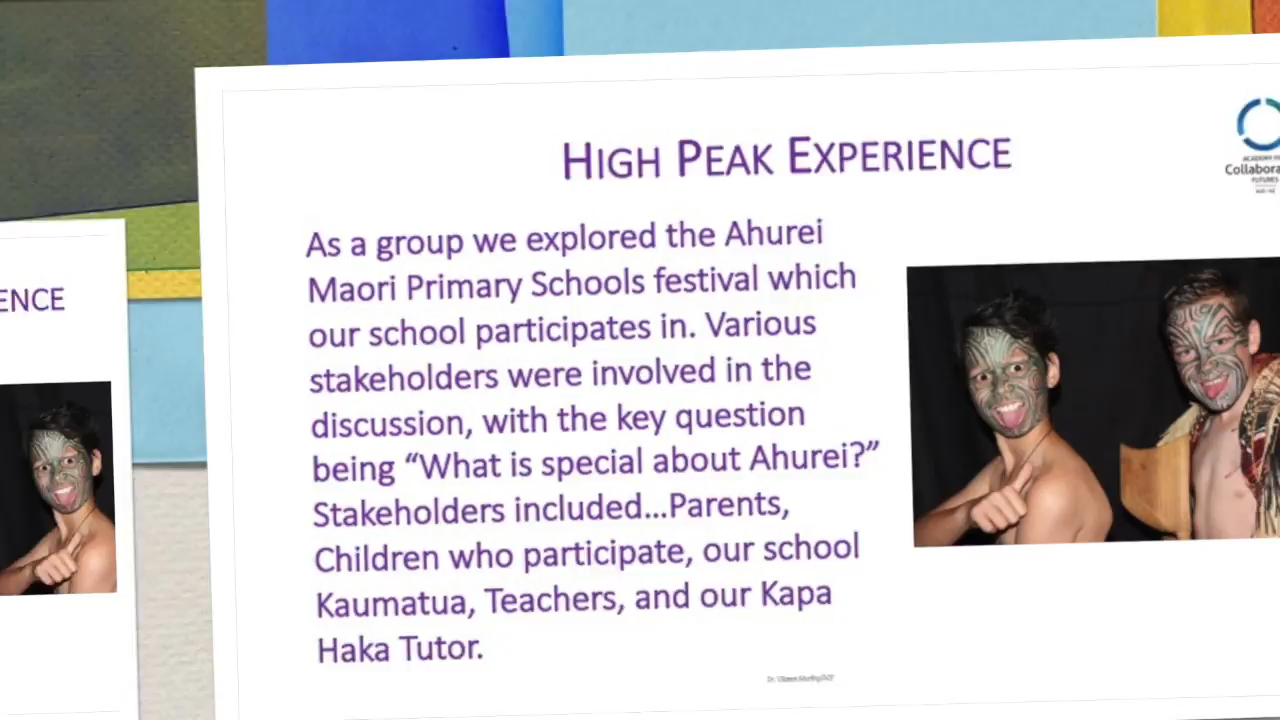 HIGH PEAK EXPERIENCE
As a group we explored the Ahurei
Maori Primary Schools festival which
our school participates in. Various
stakeholders were involved in the
discussion, with the key question
being “What is special about Ahurei?”
Stakeholders included...Parents,
Children who participate, our school
Kaumatua, Teachers, and our Kapa
Haka Tutor.
ENCE